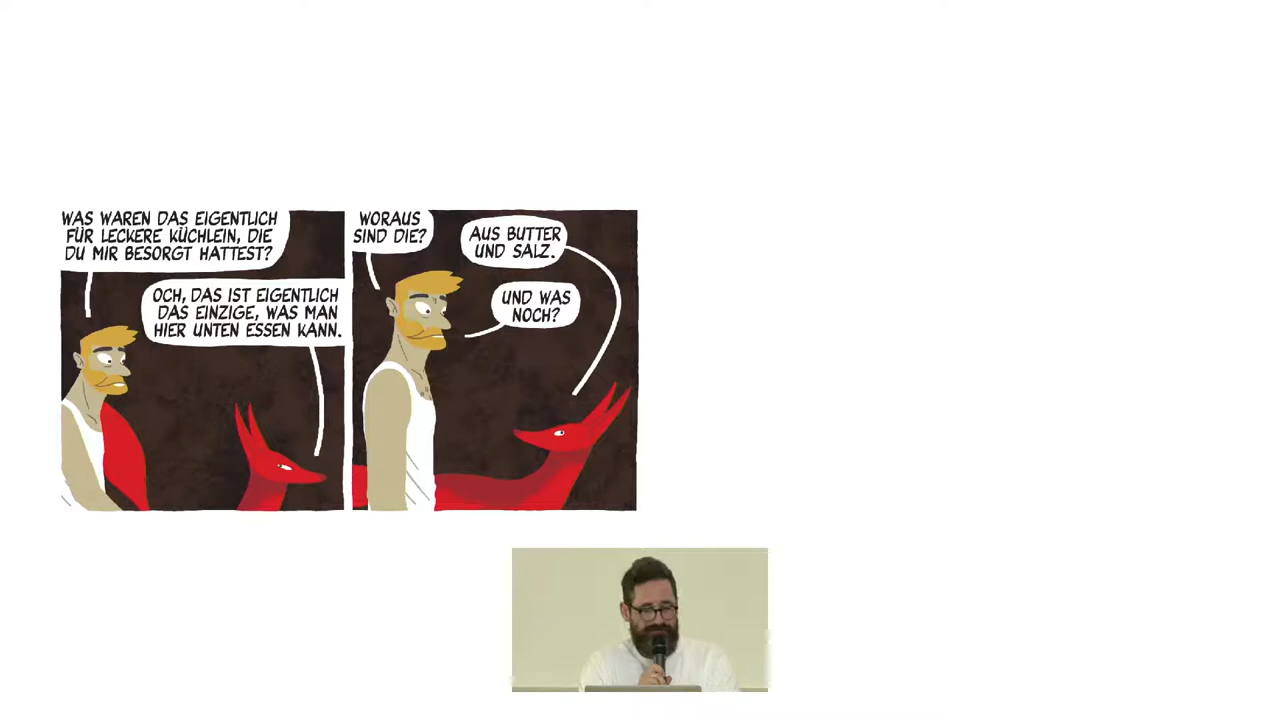 WAS WAREN DAS EIGENTLICH
FÜR LECKERE KÜCHLEIN, DIE
DU MIR BESORGT HATTEST?
OCH, DAS IST EIGENTLICH
DAS EINZIGE, WAS MAN
HIER UNTEN ESSEN KANN.
WORAUS
SIND DIE?
AUS BUTTER
UND SALZ.
UND WAS
NOCH?